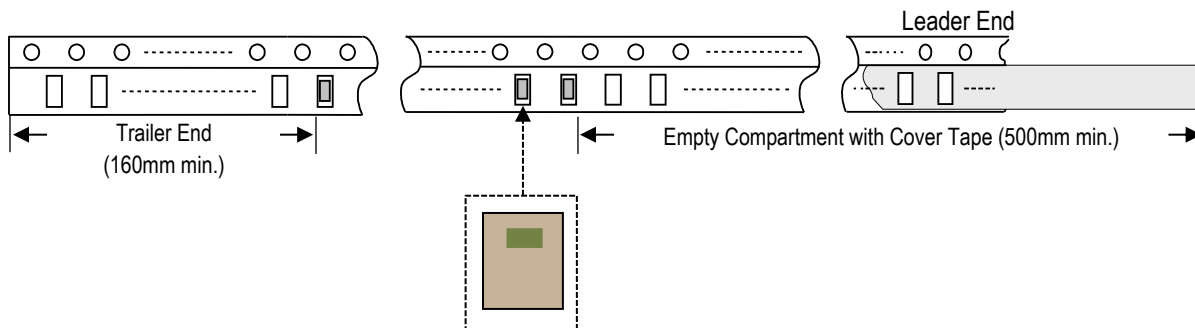 Leader End
Trailer End
(160mm min.)
Empty Compartment with Cover Tape (500mm min.)